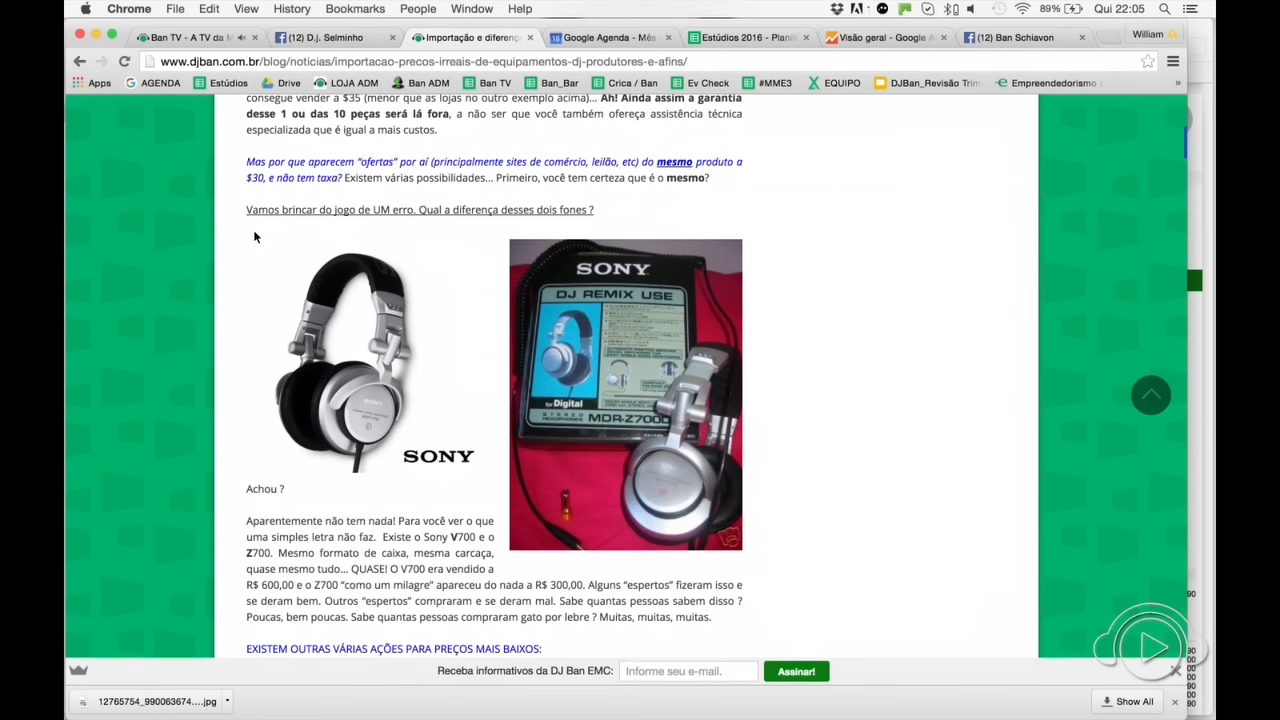 Chrome File Edit View History Bookmarks People Window Help 89% Qui 22:05
Ban TV - A TV da M (12) D.j. Selminho Importação e diferenç Google Agenda - Mês Estúdios 2016 - Planil Visão geral - Google A (12) Ban Schiavon William
www.djban.com.br/blog/noticias/importacao-precos-irreais-de-equipamentos-dj-produtores-e-afins/
Apps AGENDA Estúdios Drive LOJA ADM Ban ADM Ban TV Ban_Bar Crica / Ban Ev Check #MME3 EQUIPO DJBan_Revisão Trim Empreendedorismo »
consegue vender a $35 (menor que as lojas no outro exemplo acima)... Ah! Ainda assim a garantia
desse 1 ou das 10 peças será lá fora, a não ser que você também ofereça assistência técnica
especializada que é igual a mais custos.
Mas por que aparecem “ofertas” por aí (principalmente sites de comércio, leilão, etc) do mesmo produto a
$30, e não tem taxa? Existem várias possibilidades... Primeiro, você tem certeza que é o mesmo?
Vamos brincar do jogo de UM erro. Qual a diferença desses dois fones ?
SONY
SONY
DJ REMIX USE
for Digital
STEREO
HEADPHONES
MDR-Z700D
SONY
Achou ?
Aparentemente não tem nada! Para você ver o que
uma simples letra não faz. Existe o Sony V700 e o
Z700. Mesmo formato de caixa, mesma carcaça,
quase mesmo tudo... QUASE! O V700 era vendido a
R$ 600,00 e o Z700 “como um milagre” apareceu do nada a R$ 300,00. Alguns “espertos” fizeram isso e
se deram bem. Outros “espertos” compraram e se deram mal. Sabe quantas pessoas sabem disso ?
Poucas, bem poucas. Sabe quantas pessoas compraram gato por lebre ? Muitas, muitas, muitas.
EXISTEM OUTRAS VÁRIAS AÇÕES PARA PREÇOS MAIS BAIXOS:
Receba informativos da DJ Ban EMC: Informe seu e-mail. Assinar!
12765754_990063674....jpg Show All